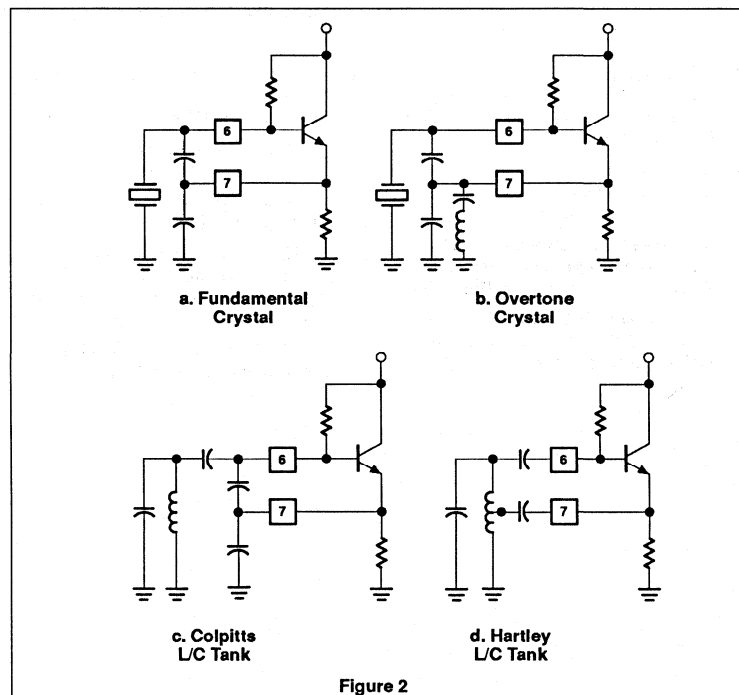 6
6
7
7
a. Fundamental
Crystal
b. Overtone
Crystal
6
6
7
7
c. Colpitts
L/C Tank
d. Hartley
L/C Tank
Figure 2